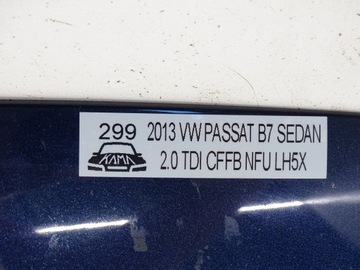 299 2013 VW PASSAT B7 SEDAN
KAMA 2.0 TDI CFFB NFU LH5X